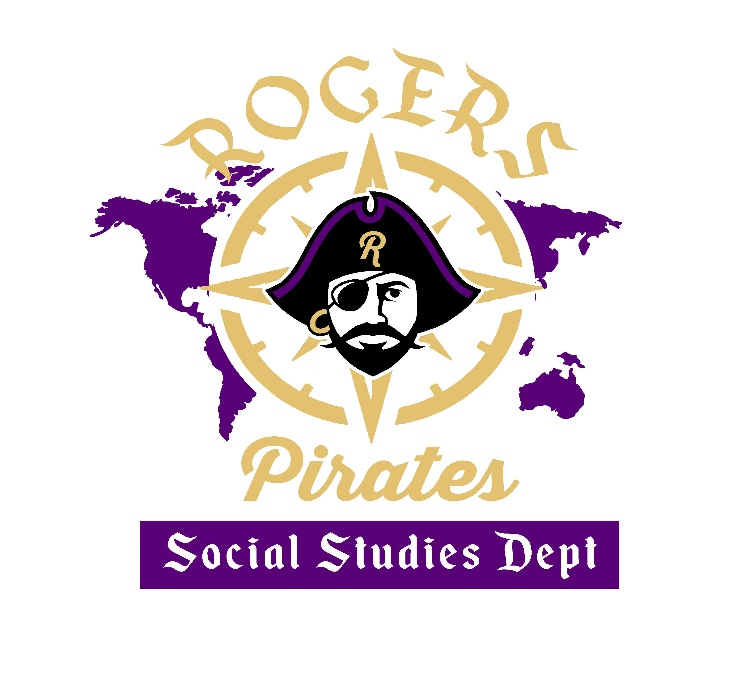 ROGERS
R
Pirates
Social Studies Dept